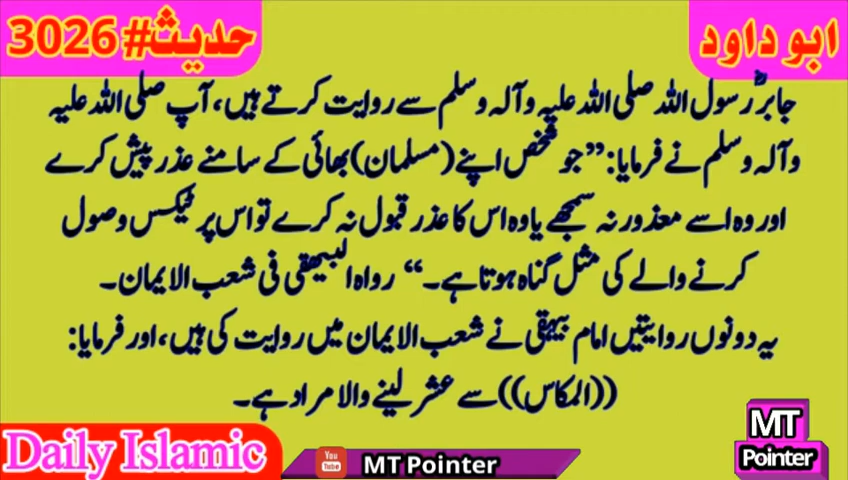 حدیث#3026
ابو داود
جابرؓ رسول اللہ صلی اللہ علیہ وآلہ وسلم سے روایت کرتے ہیں، آپ صلی اللہ علیہ
وآلہ وسلم نے فرمایا: ”جو شخص اپنے (مسلمان) بھائی کے سامنے عذر پیش کرے
اور وہ اسے معذور نہ سمجھے یا وہ اس کا عذر قبول نہ کرے تو اس پر ٹیکس وصول
کرنے والے کی مثل گناہ ہوتا ہے۔“ رواہ البیھقی فی شعب الایمان۔
یہ دونوں روایتیں امام بیہقی نے شعب الایمان میں روایت کی ہیں، اور فرمایا:
((المکاس)) سے عشر لینے والا مراد ہے۔
Daily Islamic
You Tube
MT Pointer
MT
Pointer